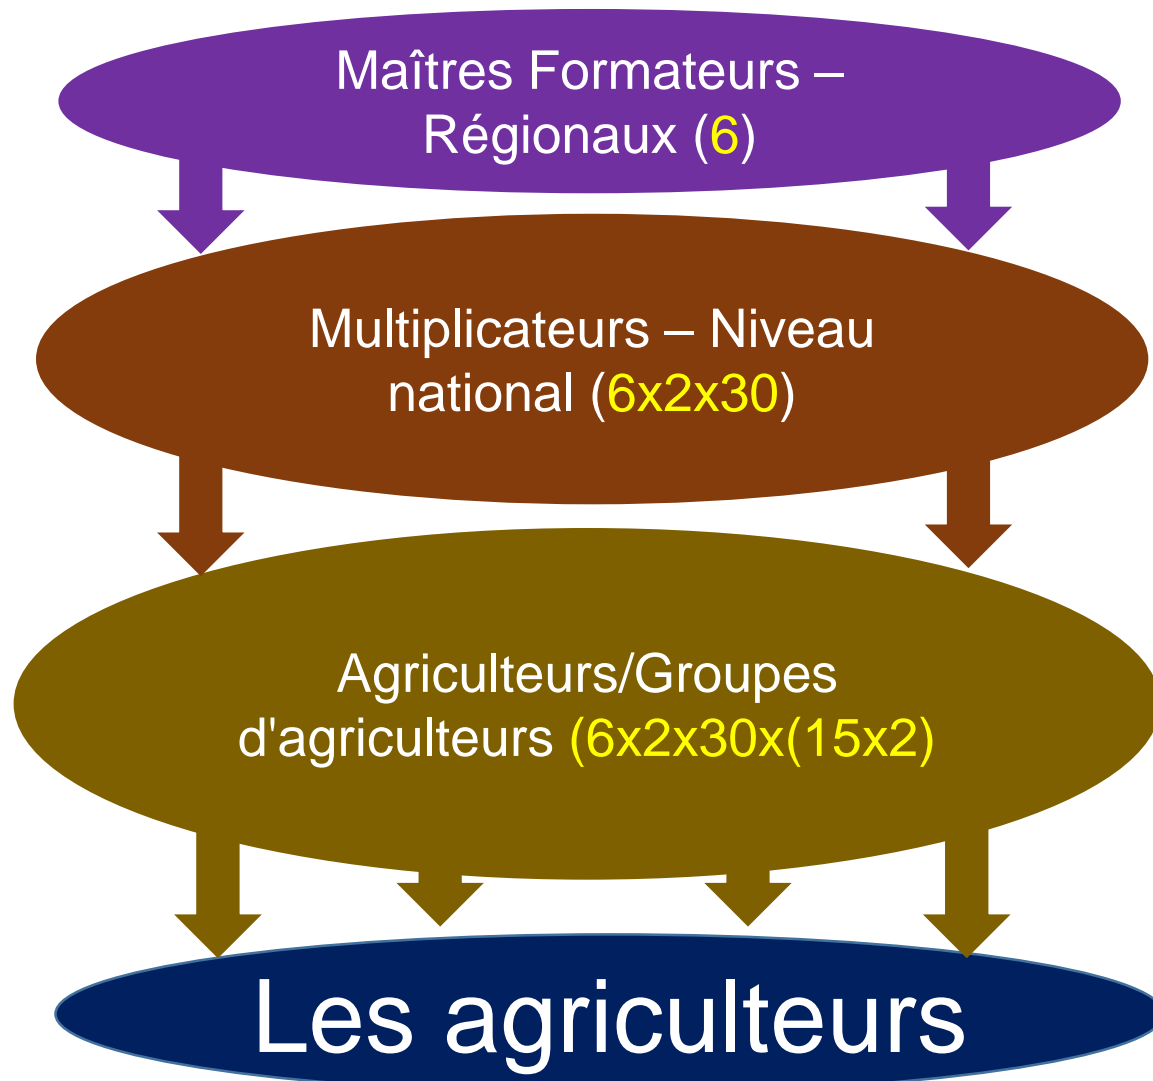 Maîtres Formateurs –
Régionaux (6)
Multiplicateurs – Niveau
national (6x2x30)
Agriculteurs/Groupes
d'agriculteurs (6x2x30x(15x2)
Les agriculteurs